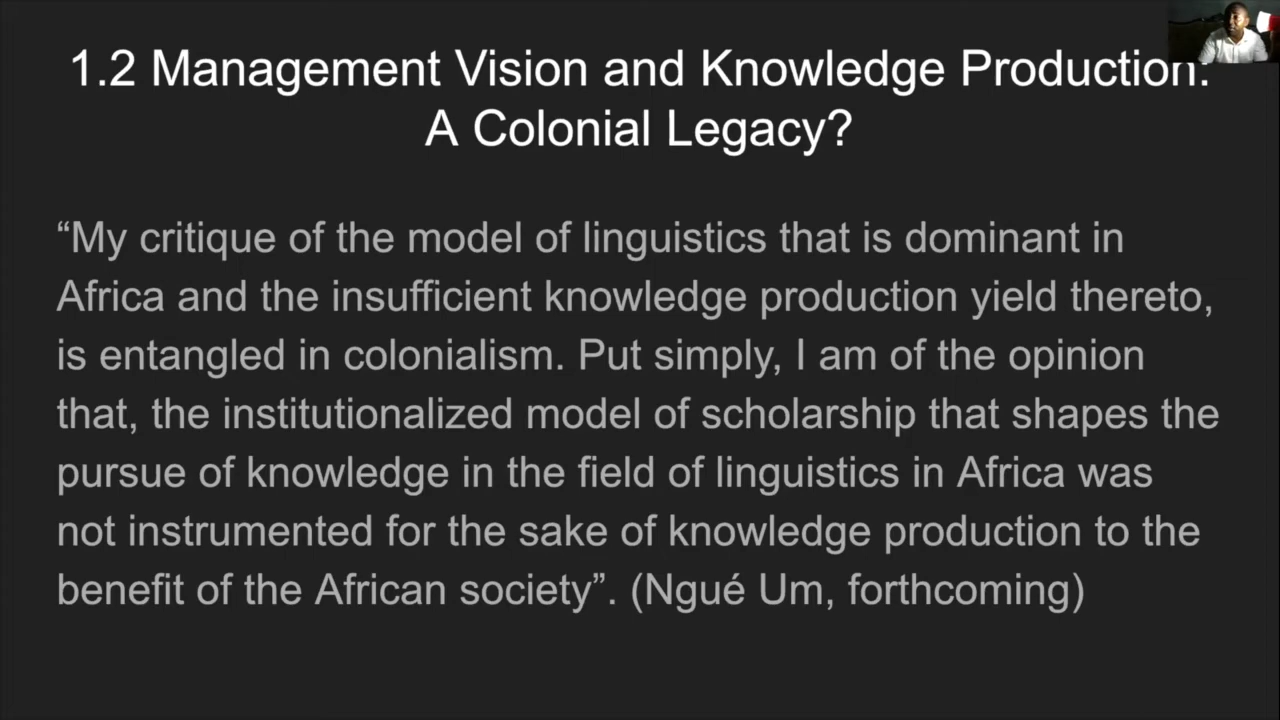 1.2 Management Vision and Knowledge Production:
A Colonial Legacy?
“My critique of the model of linguistics that is dominant in
Africa and the insufficient knowledge production yield thereto,
is entangled in colonialism. Put simply, I am of the opinion
that, the institutionalized model of scholarship that shapes the
pursue of knowledge in the field of linguistics in Africa was
not instrumented for the sake of knowledge production to the
benefit of the African society”. (Ngué Um, forthcoming)